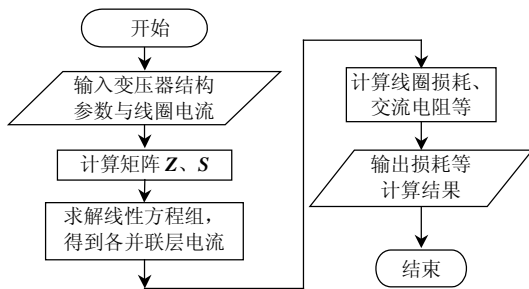 开始
输入变压器结构
参数与线圈电流
计算矩阵 Z、S
求解线性方程组，
得到各并联层电流
计算线圈损耗、
交流电阻等
输出损耗等
计算结果
结束